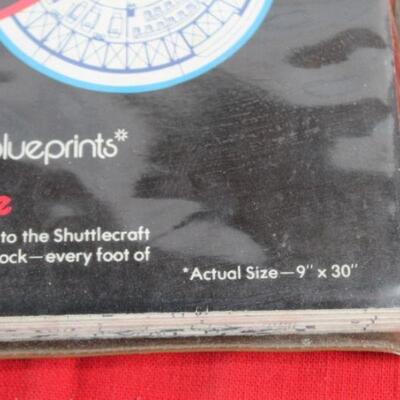 blueprints*
e
to the Shuttlecraft
ock—every foot of
*Actual Size—9" x 30"